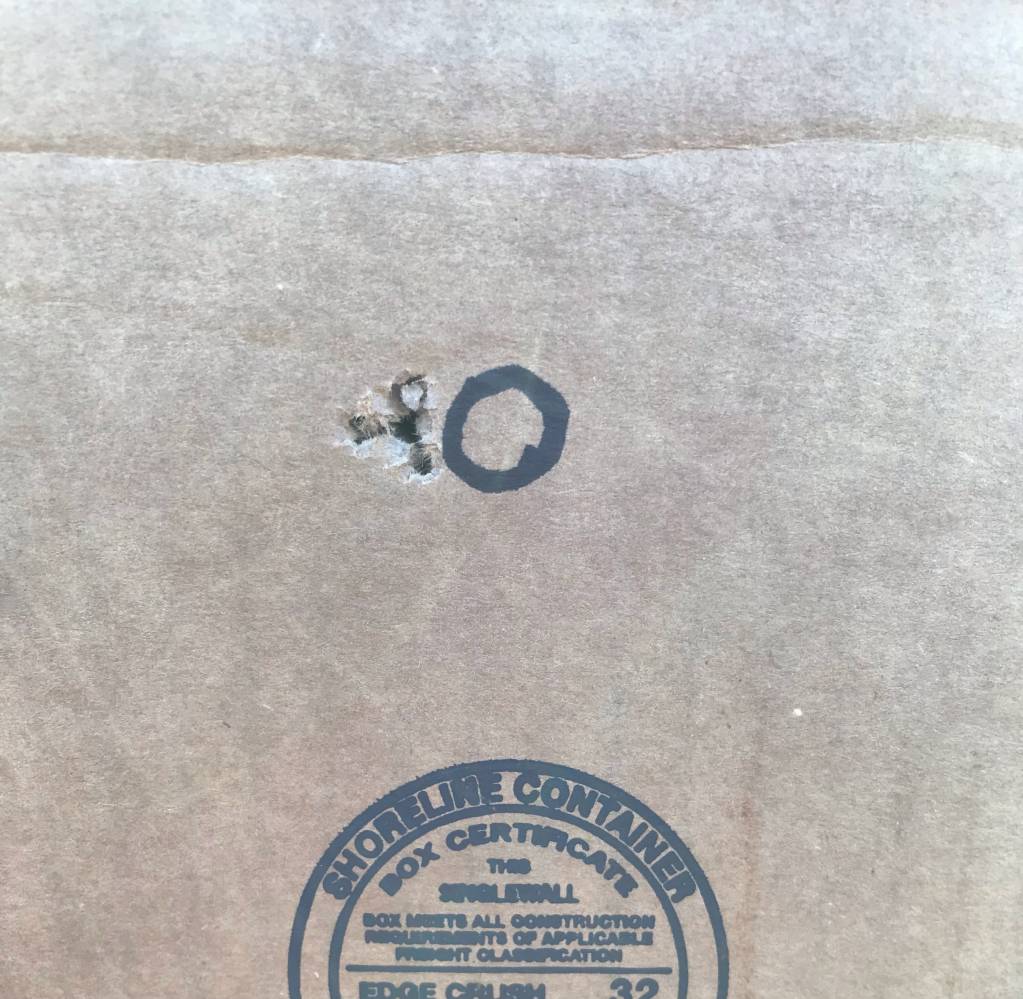 SHORELINE CONTAINER
BOX CERTIFICATE
THIS
SINGLEWALL
BOX MEETS ALL CONSTRUCTION
REQUIREMENTS OF APPLICABLE
FREIGHT CLASSIFICATION
EDGE CRUSH 32